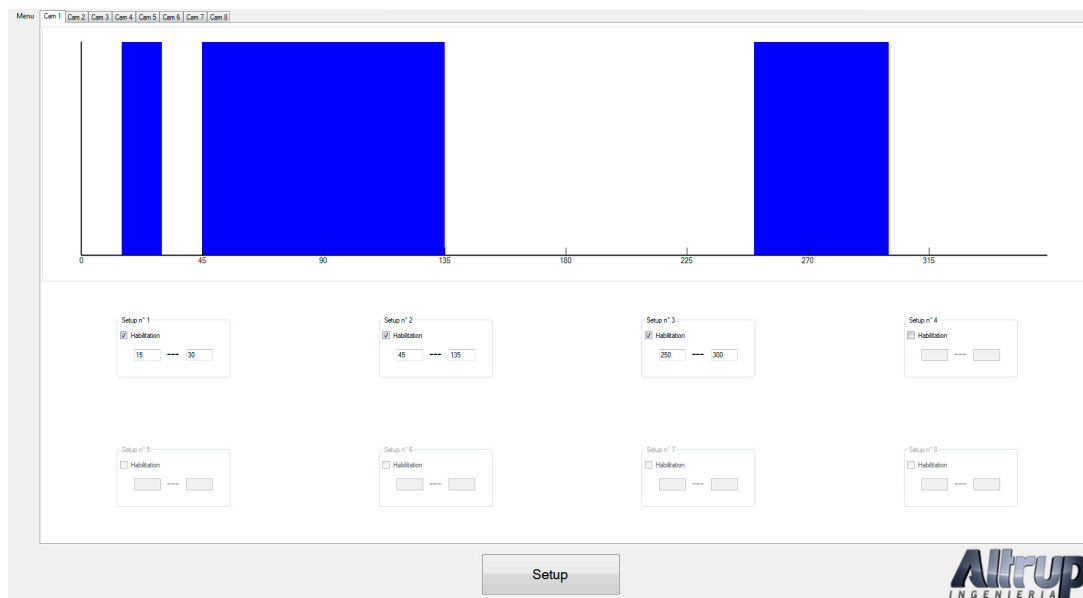 Menu Cam 1 Cam 2 Cam 3 Cam 4 Cam 5 Cam 6 Cam 7 Cam 8
0 45 90 135 180 225 270 315
Setup n° 1 Setup n° 2 Setup n° 3 Setup n° 4
Habilitation Habilitation Habilitation Habilitation
15 --- 30 45 --- 135 250 --- 300 ---
Setup n° 5 Setup n° 6 Setup n° 7 Setup n° 8
Habilitation Habilitation Habilitation Habilitation
--- --- --- ---
Setup
Alltrup
INGENIERIA